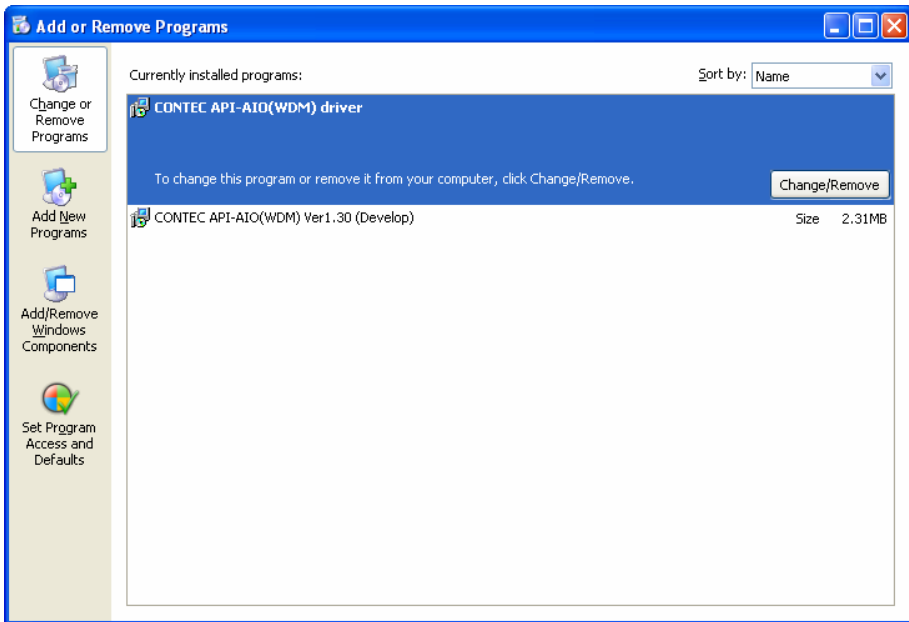 Add or Remove Programs
Change or
Remove
Programs
Add New
Programs
Add/Remove
Windows
Components
Set Program
Access and
Defaults
Currently installed programs:
Sort by: Name
CONTEC API-AIO(WDM) driver
To change this program or remove it from your computer, click Change/Remove.
Change/Remove
CONTEC API-AIO(WDM) Ver1.30 (Develop) Size 2.31MB